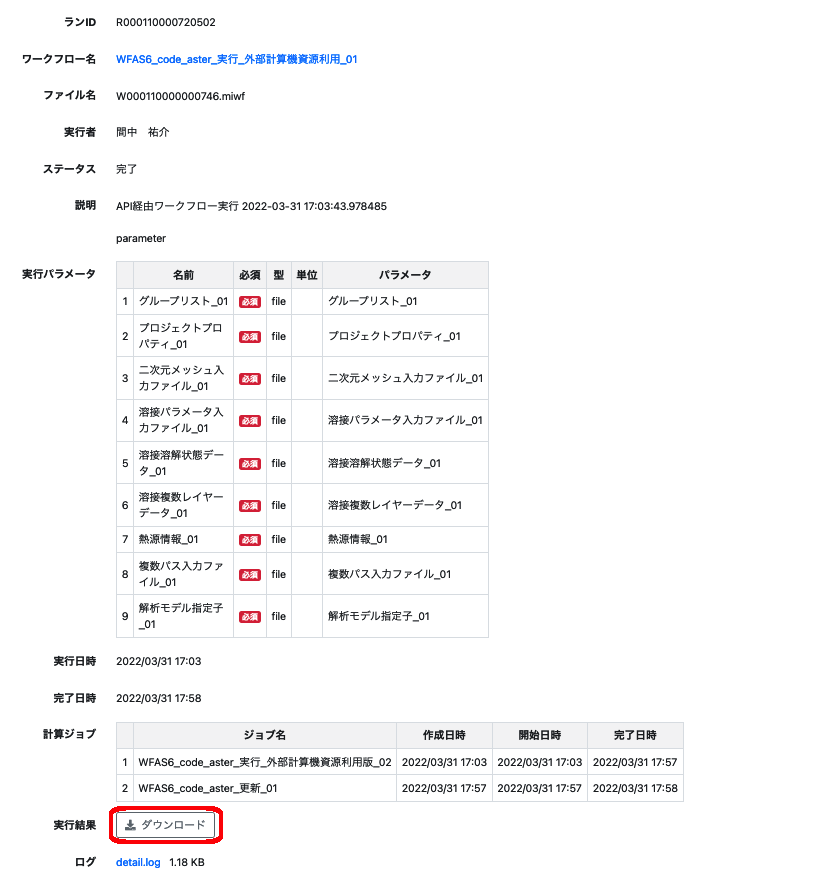 ランID R000110000720502
ワークフロー名 WFAS6_code_aster_実行_外部計算機資源利用_01
ファイル名 W000110000000746.miwf
実行者 間中　祐介
ステータス 完了
説明 API経由ワークフロー実行 2022-03-31 17:03:43.978485
parameter
実行パラメータ
名前 必須 型 単位 パラメータ
1 グループリスト_01 必須 file グループリスト_01
2 プロジェクトプロ
パティ_01 必須 file プロジェクトプロパティ_01
3 二次元メッシュ入
力ファイル_01 必須 file 二次元メッシュ入力ファイル_01
4 溶接パラメータ入
力ファイル_01 必須 file 溶接パラメータ入力ファイル_01
5 溶接溶解状態デー
タ_01 必須 file 溶接溶解状態データ_01
6 溶接複数レイヤー
データ_01 必須 file 溶接複数レイヤーデータ_01
7 熱源情報_01 必須 file 熱源情報_01
8 複数パス入力ファ
イル_01 必須 file 複数パス入力ファイル_01
9 解析モデル指定子
_01 必須 file 解析モデル指定子_01
実行日時 2022/03/31 17:03
完了日時 2022/03/31 17:58
計算ジョブ
ジョブ名 作成日時 開始日時 完了日時
1 WFAS6_code_aster_実行_外部計算機資源利用版_02 2022/03/31 17:03 2022/03/31 17:03 2022/03/31 17:57
2 WFAS6_code_aster_更新_01 2022/03/31 17:57 2022/03/31 17:57 2022/03/31 17:58
実行結果 ダウンロード
ログ detail.log 1.18 KB